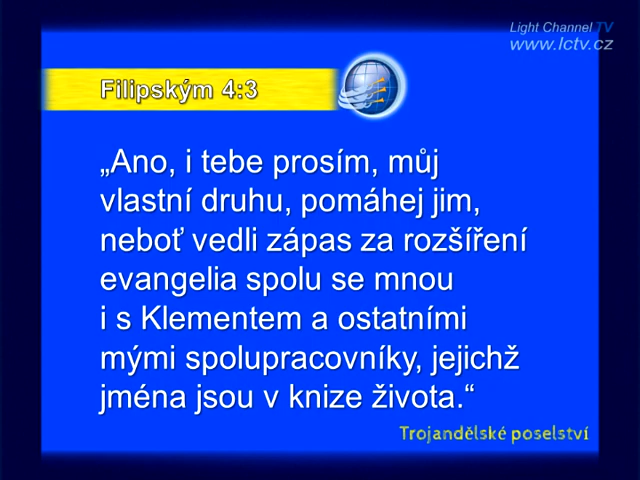 Light Channel TV
www.lctv.cz
Filipským 4:3
„Ano, i tebe prosím, můj
vlastní druhu, pomáhej jim,
neboť vedli zápas za rozšíření
evangelia spolu se mnou
i s Klementem a ostatními
mými spolupracovníky, jejichž
jména jsou v knize života.“
Trojandělské poselství